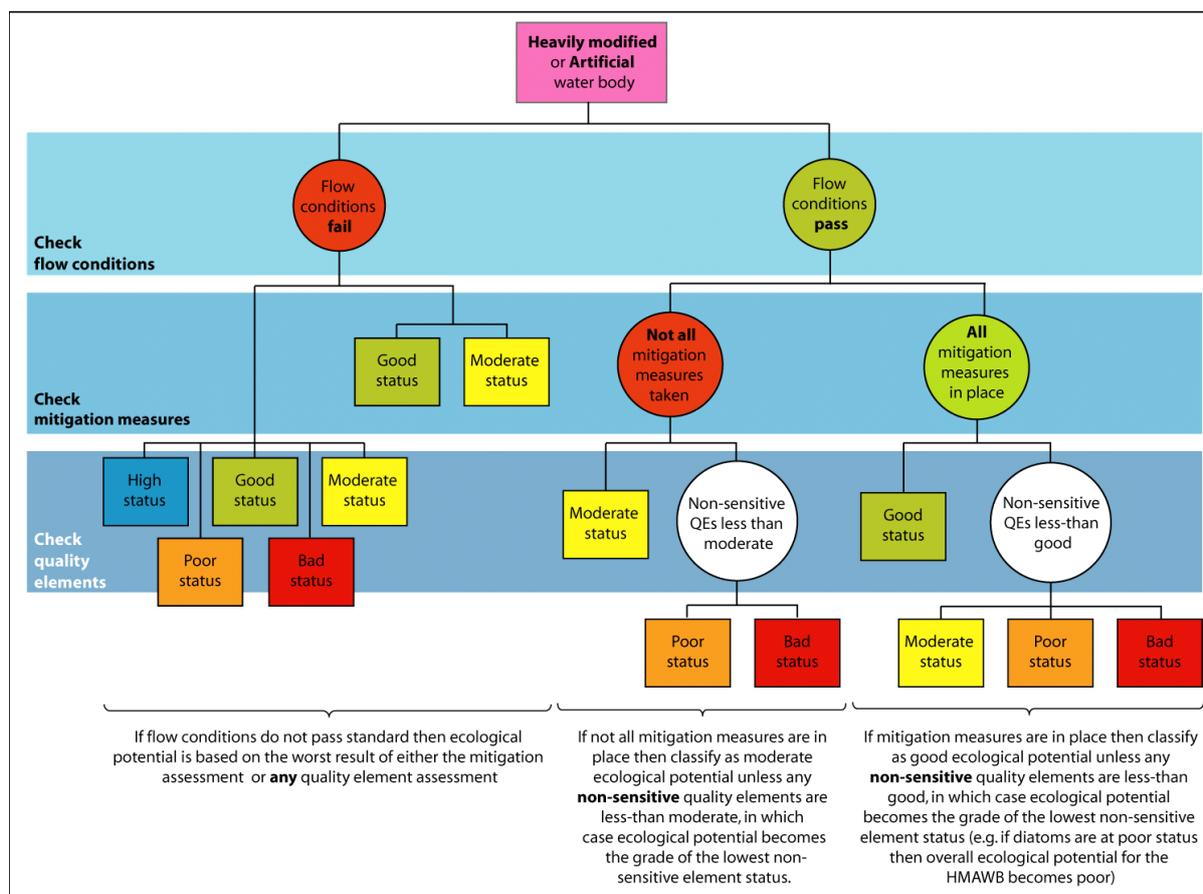 Heavily modified
or Artificial
water body
Flow
conditions
fail
Flow
conditions
pass
Check
flow conditions
Good
status
Moderate
status
Not all
mitigation
measures
taken
All
mitigation
measures
in place
Check
mitigation measures
High
status
Good
status
Moderate
status
Poor
status
Bad
status
Check
quality
elements
Moderate
status
Non-sensitive
QEs less than
moderate
Good
status
Non-sensitive
QEs less-than
good
Poor
status
Bad
status
Moderate
status
Poor
status
Bad
status
If flow conditions do not pass standard then ecological
potential is based on the worst result of either the mitigation
assessment or any quality element assessment
If not all mitigation measures are in
place then classify as moderate
ecological potential unless any
non-sensitive quality elements are
less-than moderate, in which
case ecological potential becomes
the grade of the lowest non-
sensitive element status.
If mitigation measures are in place then classify
as good ecological potential unless any
non-sensitive quality elements are less-than
good, in which case ecological potential
becomes the grade of the lowest non-sensitive
element status (e.g. if diatoms are at poor status
then overall ecological potential for the
HMAWB becomes poor)